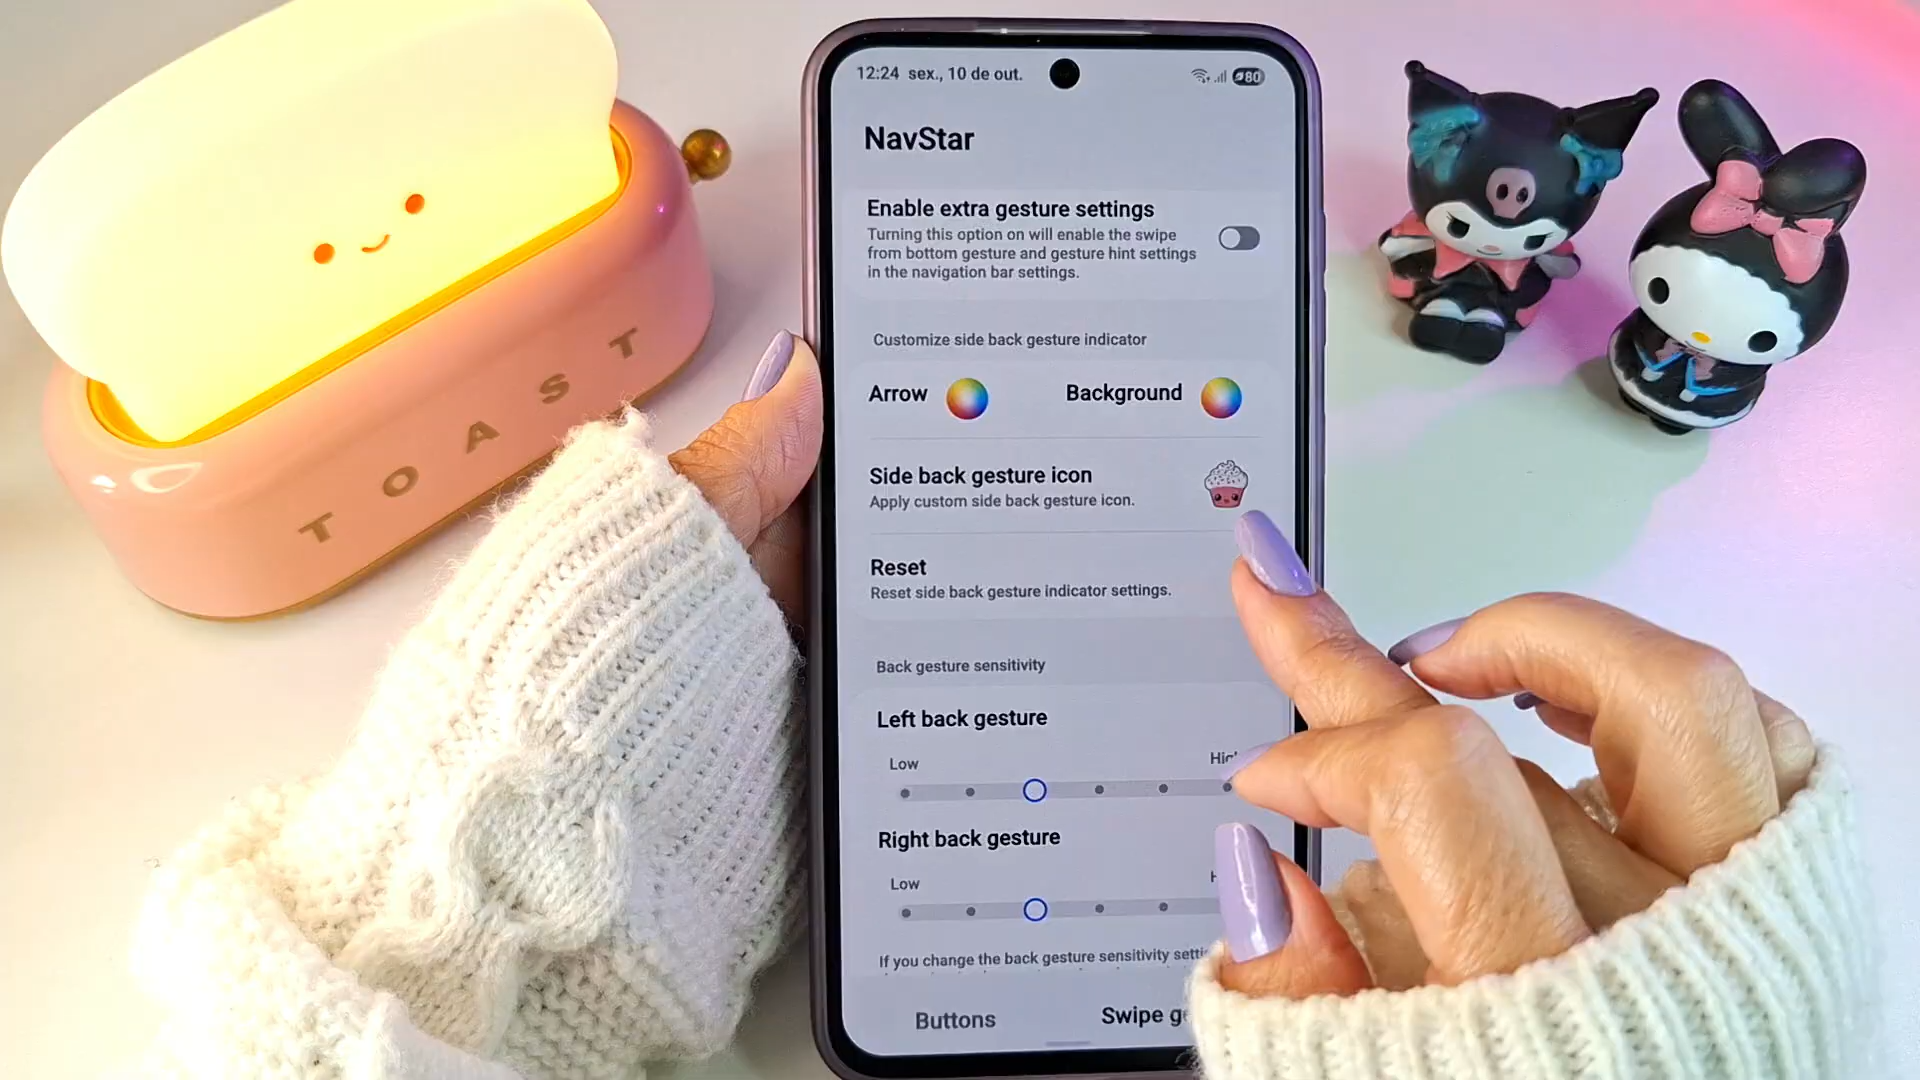 12:24 sex., 10 de out.
80
NavStar
Enable extra gesture settings
Turning this option on will enable the swipe
from bottom gesture and gesture hint settings
in the navigation bar settings.
Customize side back gesture indicator
Arrow
Background
Side back gesture icon
Apply custom side back gesture icon.
Reset
Reset side back gesture indicator settings.
Back gesture sensitivity
Left back gesture
Low
Right back gesture
Low
If you change the back gesture sensitivity
Buttons
Swipe
TOAST